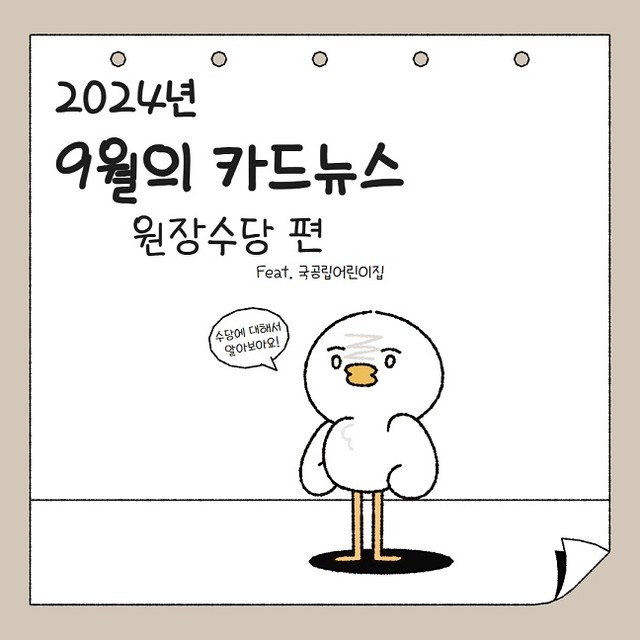 2024년
9월의 카드뉴스
원장수당 편
Feat. 국공립어린이집
수당에 대해서
알아보아요!